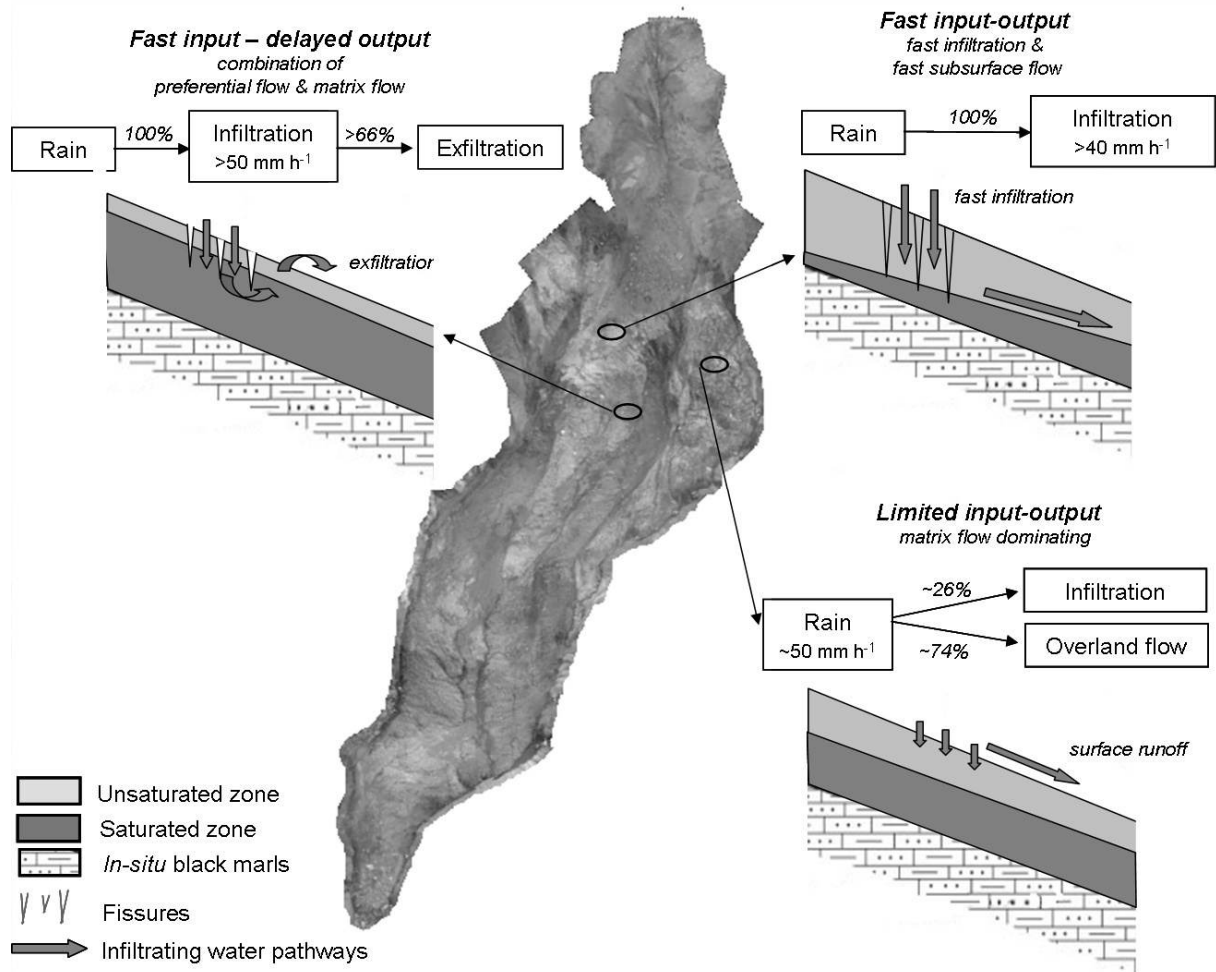 Fast input – delayed output
combination of
preferential flow & matrix flow
Rain
100%
Infiltration
>50 mm h-1
>66%
Exfiltration
exfiltratior
Fast input-output
fast infiltration &
fast subsurface flow
Rain
100%
Infiltration
>40 mm h-1
fast infiltration
Limited input-output
matrix flow dominating
Rain
~50 mm h-1
~26%
Infiltration
~74%
Overland flow
surface runoff
Unsaturated zone
Saturated zone
In-situ black marls
Fissures
Infiltrating water pathways